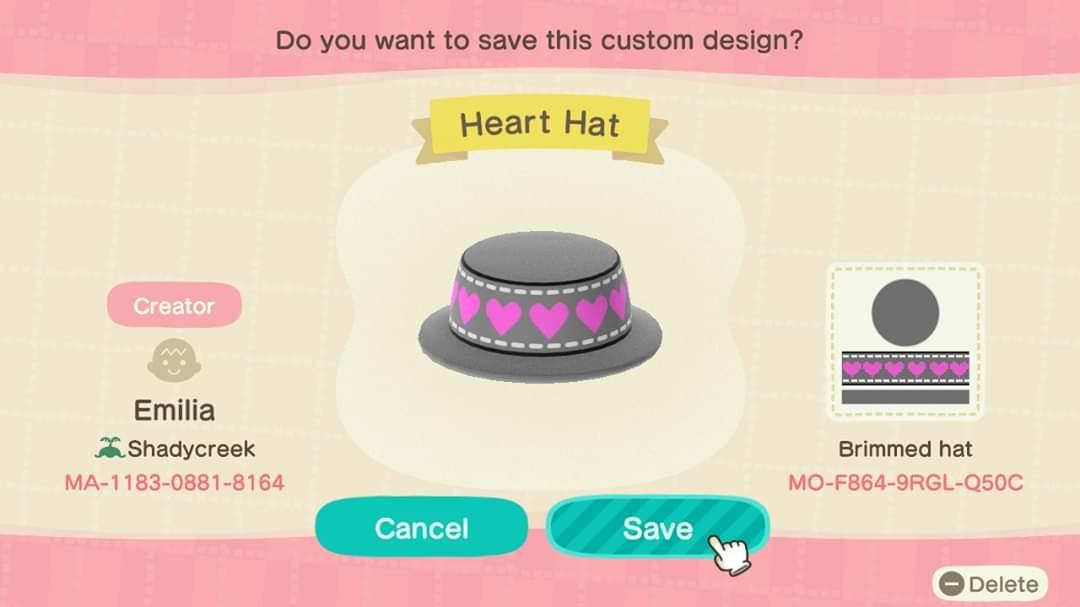 Do you want to save this custom design?
Heart Hat
Creator
Emilia
Shadycreek
MA-1183-0881-8164
Brimmed hat
MO-F864-9RGL-Q50C
Cancel
Save
Delete